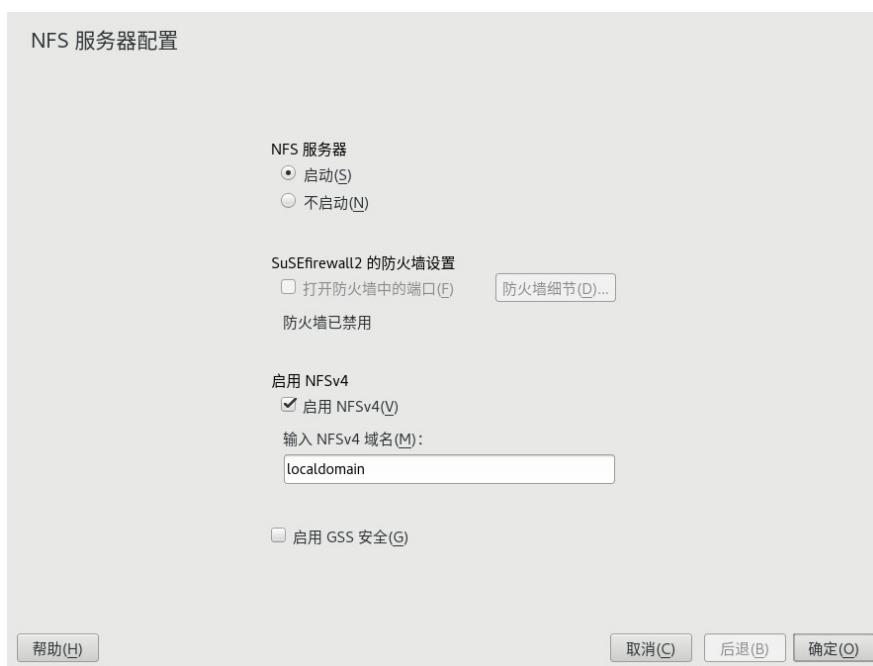 NFS 服务器配置
NFS 服务器
启动(S)
不启动(N)
SuSEfirewall2 的防火墙设置
打开防火墙中的端口(F) 防火墙细节(D)...
防火墙已禁用
启用 NFSv4
启用 NFSv4(V)
输入 NFSv4 域名(M)：
localdomain
启用 GSS 安全(G)
帮助(H) 取消(C) 后退(B) 确定(O)